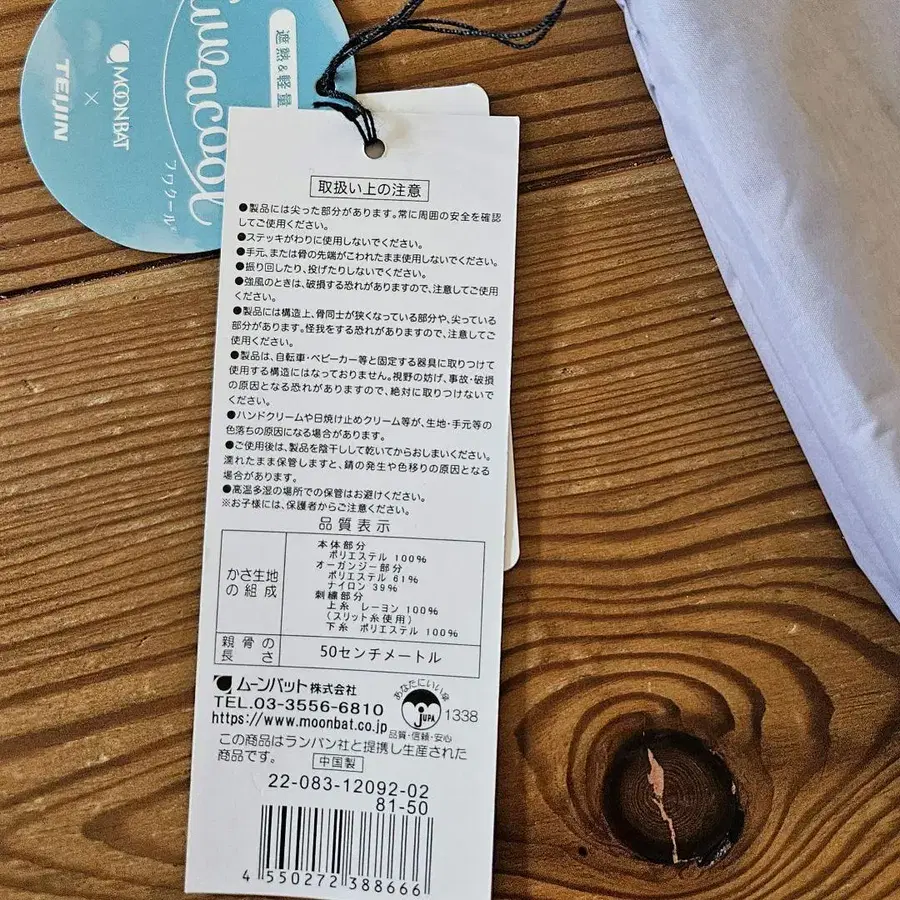 遮熱&軽量
fuwacool
フワクール
MOONBAT
×
TEIJIN
取扱い上の注意
●製品には尖った部分があります。常に周囲の安全を確認
してご使用ください。
●ステッキがわりに使用しないでください。
●手元、または骨の先端がこわれたまま使用しないでください。
●振り回したり、投げたりしないでください。
●強風のときは、破損する恐れがありますので、注意してご使用
ください。
●製品には構造上、骨同士が狭くなっている部分や、尖っている
部分があります。怪我をする恐れがありますので、注意してご
使用ください。
●製品は、自転車・ベビーカー等と固定する器具に取りつけて
使用する構造にはなっておりません。視野の妨げ、事故・破損
の原因となる恐れがありますので、絶対に取りつけないで
ください。
●ハンドクリームや日焼け止めクリーム等が、生地・手元等の
色落ちの原因になる場合があります。
●ご使用後は、製品を陰干しして乾いてからおしまいください。
濡れたまま保管しますと、錆の発生や色移りの原因となる
場合があります。
●高温多湿の場所での保管はお避けください。
※お子様には、保護者からご注意ください。
品質表示
かさ生地
の組成
本体部分
ポリエステル 100%
オーガンジー部分
ポリエステル 61%
ナイロン 39%
刺繍部分
上糸 レーヨン 100%
(スリット糸使用)
下糸 ポリエステル 100%
親骨の
長さ
50センチメートル
ムーンバット株式会社
TEL.03-3556-6810
https://www.moonbat.co.jp
あなたにいい傘
JUPA
品質・信頼・安心
1338
この商品はランバン社と提携し生産された
商品です。
中国製
22-083-12092-02
81-50
4 550272 388666